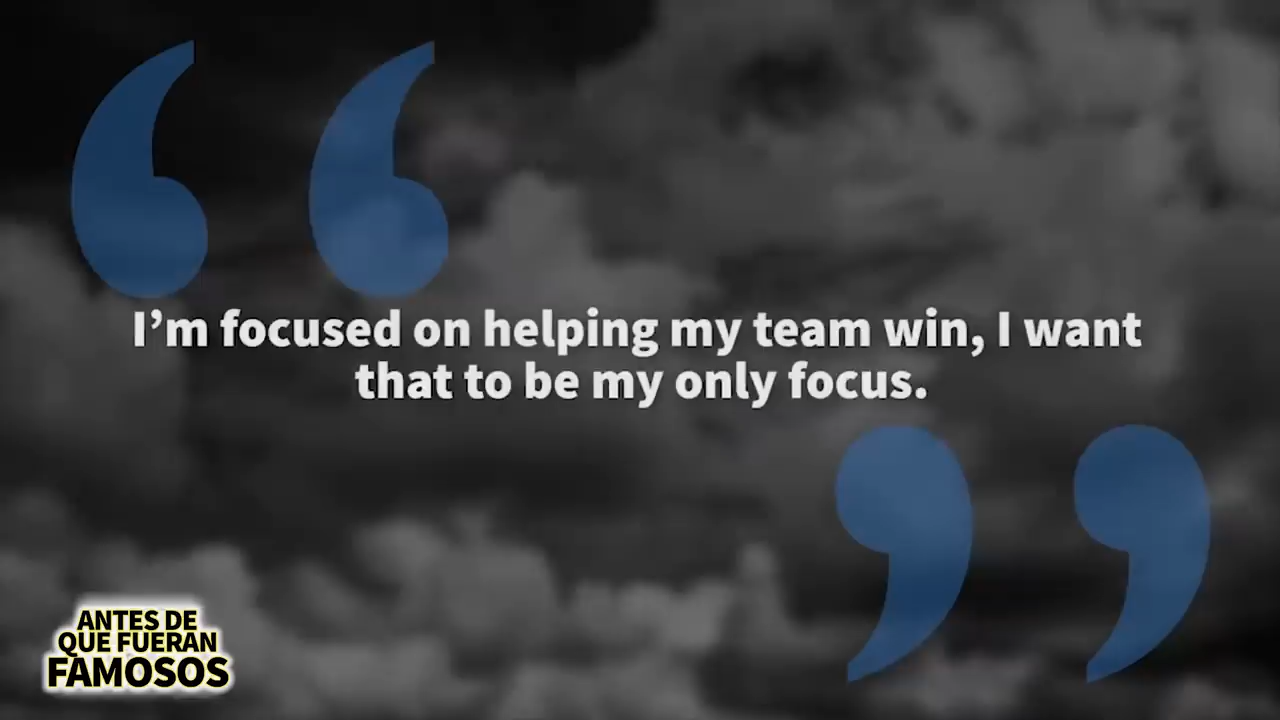 I’m focused on helping my team win, I want
that to be my only focus.
ANTES DE
QUE FUERAN
FAMOSOS